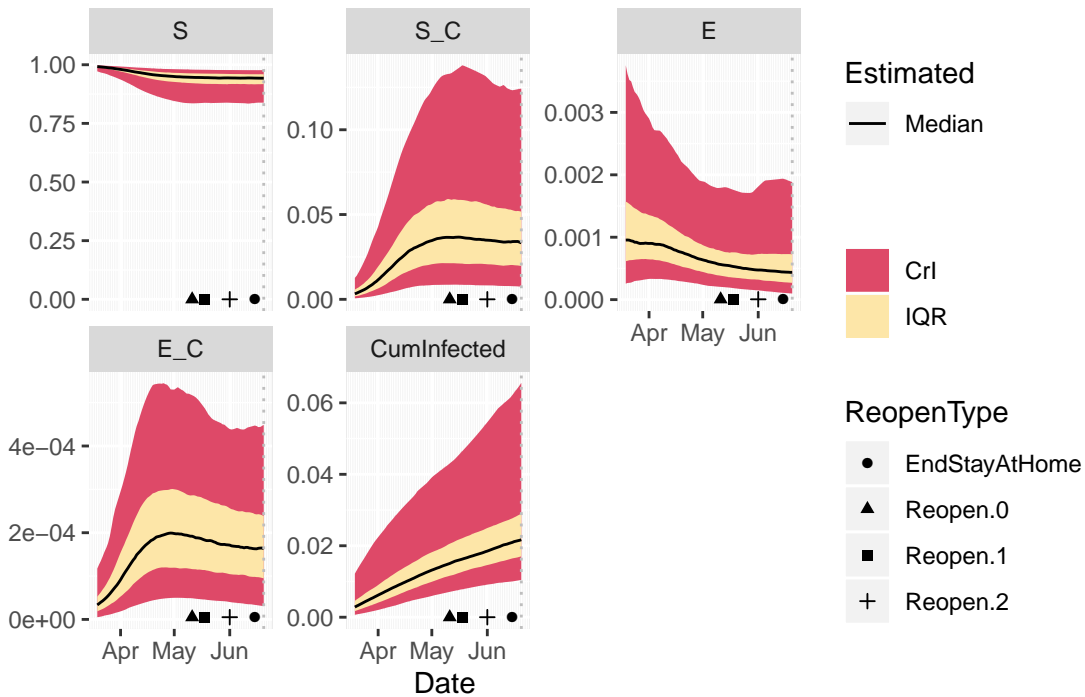 S
S_C
E
1.00
0.75
0.50
0.25
0.00
0.10
0.05
0.00
0.003
0.002
0.001
0.000
Apr May Jun
E_C
CumInfected
4e−04
2e−04
0e+00
0.06
0.04
0.02
0.00
Apr May Jun
Apr May Jun
Date
Estimated
Median
CrI
IQR
ReopenType
EndStayAtHome
Reopen.0
Reopen.1
Reopen.2